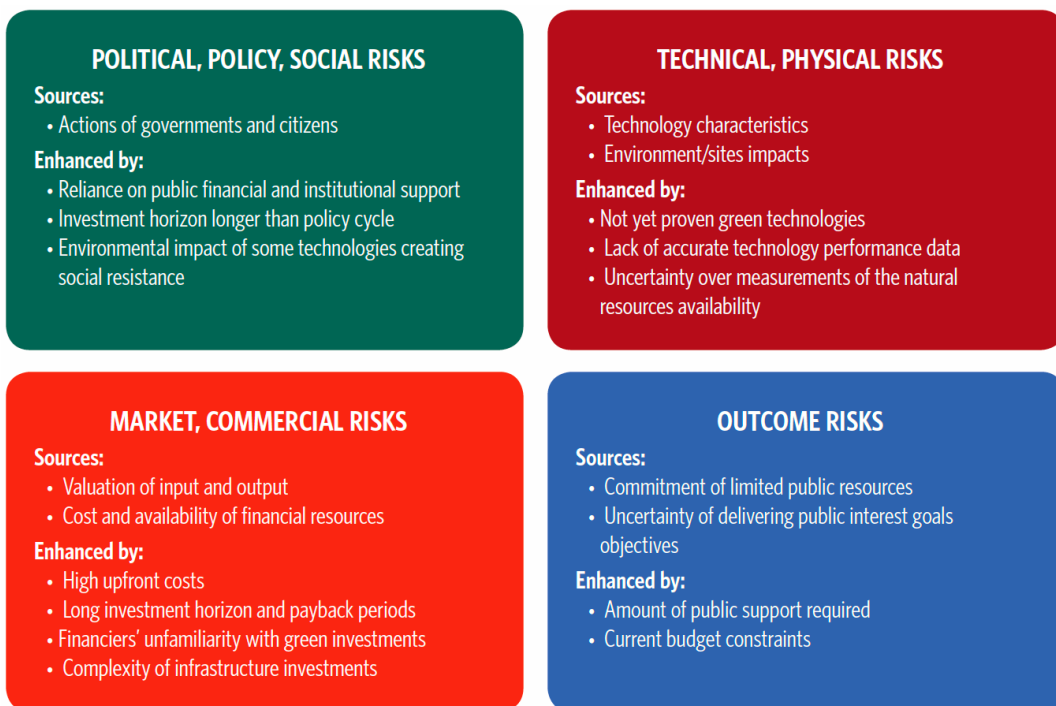 POLITICAL, POLICY, SOCIAL RISKS
Sources:
• Actions of governments and citizens
Enhanced by:
• Reliance on public financial and institutional support
• Investment horizon longer than policy cycle
• Environmental impact of some technologies creating
social resistance
TECHNICAL, PHYSICAL RISKS
Sources:
• Technology characteristics
• Environment/sites impacts
Enhanced by:
• Not yet proven green technologies
• Lack of accurate technology performance data
• Uncertainty over measurements of the natural
resources availability
MARKET, COMMERCIAL RISKS
Sources:
• Valuation of input and output
• Cost and availability of financial resources
Enhanced by:
• High upfront costs
• Long investment horizon and payback periods
• Financiers' unfamiliarity with green investments
• Complexity of infrastructure investments
OUTCOME RISKS
Sources:
• Commitment of limited public resources
• Uncertainty of delivering public interest goals
objectives
Enhanced by:
• Amount of public support required
• Current budget constraints